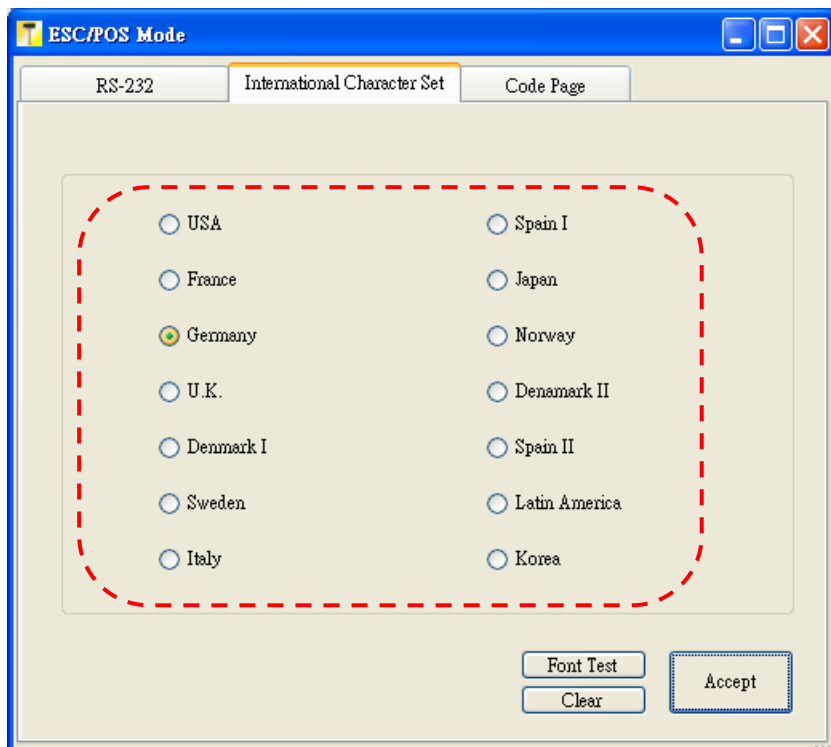 ESC/POS Mode
RS-232
International Character Set
Code Page
USA
France
Germany
U.K.
Denmark I
Sweden
Italy
Spain I
Japan
Norway
Denamark II
Spain II
Latin America
Korea
Font Test
Clear
Accept